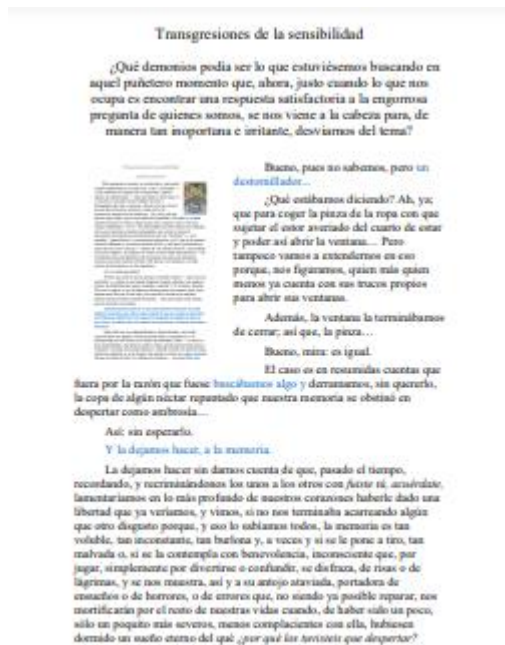 Transgresiones de la sensibilidad
¿Qué demonios podía ser lo que estuviésemos buscando en
aquel puñetero momento que, ahora, justo cuando lo que nos
ocupa es encontrar una respuesta satisfactoria a la engorrosa
pregunta de quienes somos, se nos viene a la cabeza para, de
manera tan inoportuna e irritante, desviarnos del tema?
Bueno, pues no sabemos, pero un
destornillador...
¿Qué estábamos diciendo? Ah, ya;
que para coger la pinza de la ropa con que
sujetar el estor averiado del cuarto de estar
y poder así abrir la ventana... Pero
tampoco vamos a extendernos en eso
porque, nos figuramos, quien más quien
menos ya cuenta con sus trucos propios
para abrir sus ventanas.
Además, la ventana la terminábamos
de cerrar; así que, la pinza...
Bueno, mira: es igual.
El caso es en resumidas cuentas que
fuera por la razón que fuese buscábamos algo y derramamos, sin quererlo,
la copa de algún néctar reputado que nuestra memoria se obstinó en
despertar como ambrosía...
Así: sin esperarlo.
Y la dejamos hacer, a la memoria.
La dejamos hacer sin darnos cuenta de que, pasado el tiempo,
recordando, y recriminándonos los unos a los otros con fuiste tú, acuérdate,
lamentaríamos en lo más profundo de nuestros corazones haberle dado una
libertad que ya veríamos, y vimos, si no nos terminaba acarreando algún
que otro disgusto porque, y eso lo sabíamos todos, la memoria es tan
voluble, tan inconstante, tan burlona y, a veces y si se le pone a tiro, tan
malvada o, si se la contempla con benevolencia, inconsciente que, por
jugar, simplemente por divertirse o confundir, se disfraza, de risas o de
lágrimas, y se nos muestra, así y a su antojo ataviada, portadora de
ensueños o de horrores, o de errores que, no siendo ya posible reparar, nos
mortificarán por el resto de nuestras vidas cuando, de haber sido un poco,
sólo un poquito más severos, menos complacientes con ella, hubiesen
dormido un sueño eterno del qué ¿por qué los tuvisteis que despertar?